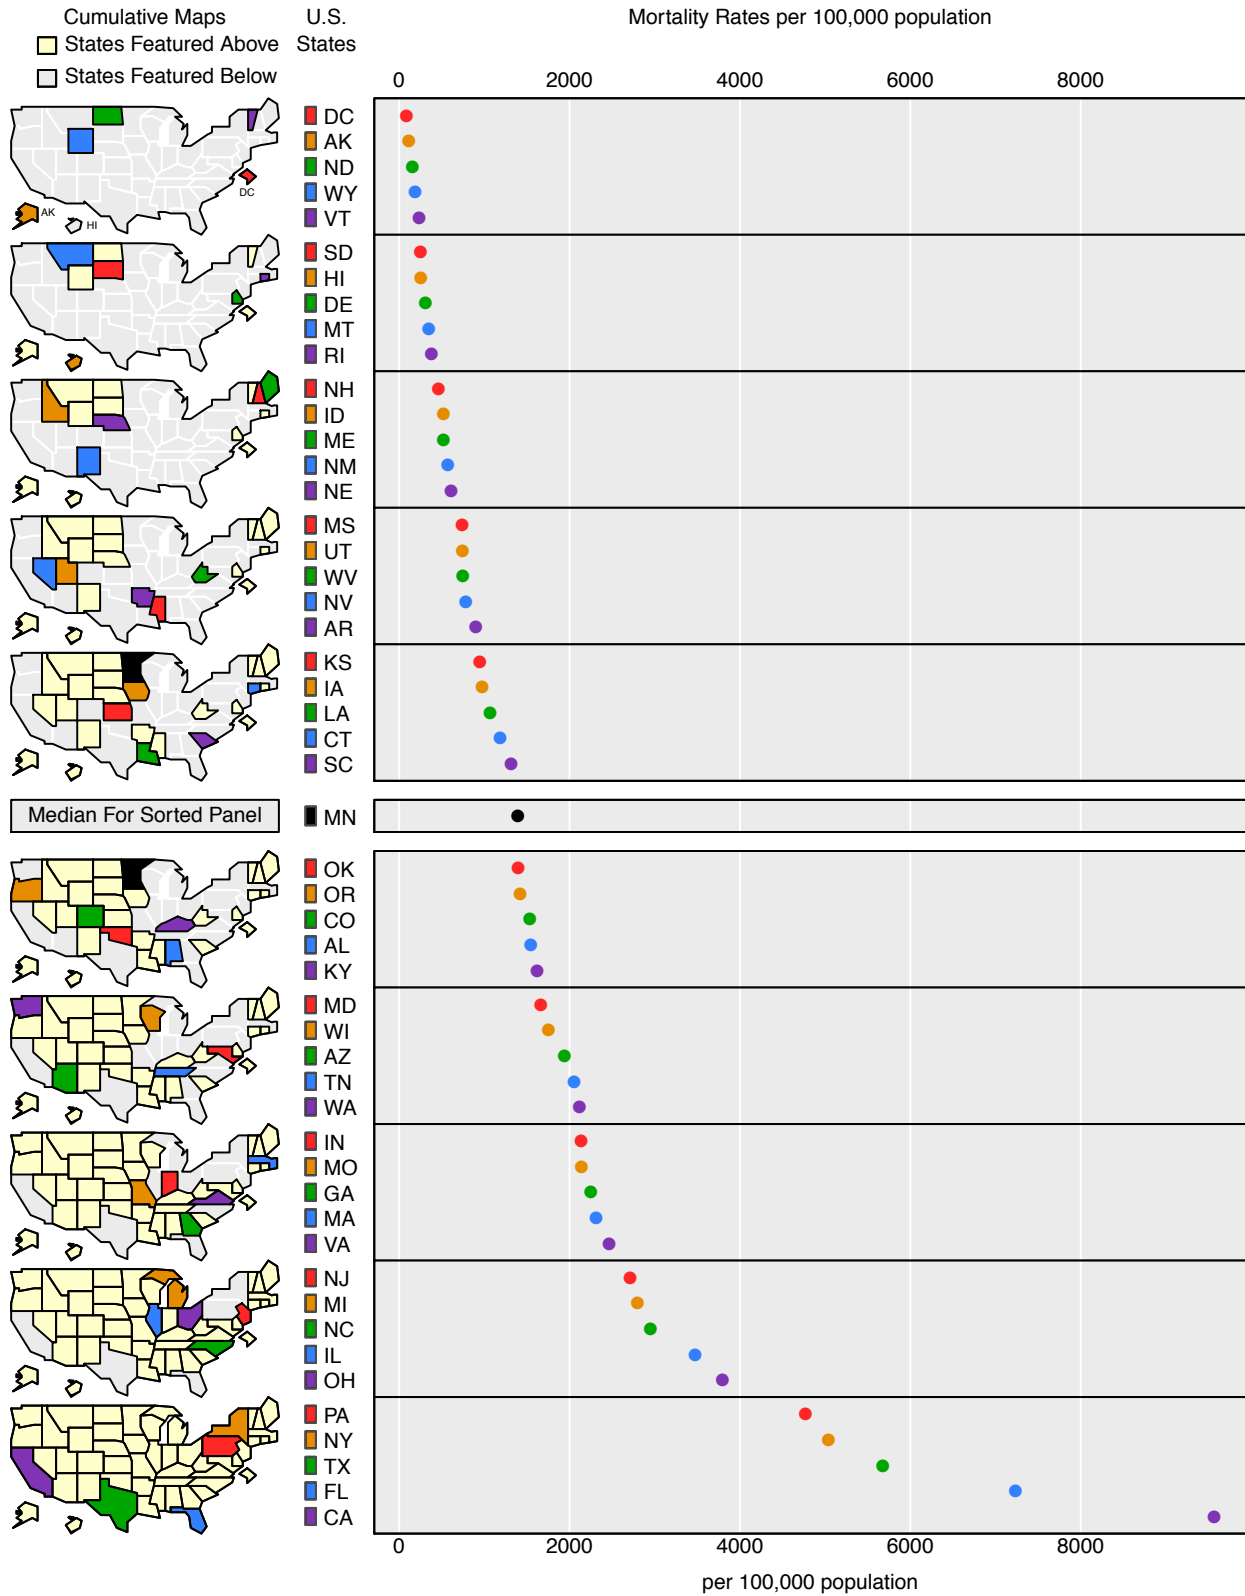 Cumulative Maps
States Featured Above
States Featured Below
U.S.
States
Mortality Rates per 100,000 population
0 2000 4000 6000 8000
DC
AK
ND
WY
VT
DC
AK
HI
SD
HI
DE
MT
RI
NH
ID
ME
NM
NE
MS
UT
WV
NV
AR
KS
IA
LA
CT
SC
Median For Sorted Panel
MN
OK
OR
CO
AL
KY
MD
WI
AZ
TN
WA
IN
MO
GA
MA
VA
NJ
MI
NC
IL
OH
PA
NY
TX
FL
CA
0 2000 4000 6000 8000
per 100,000 population